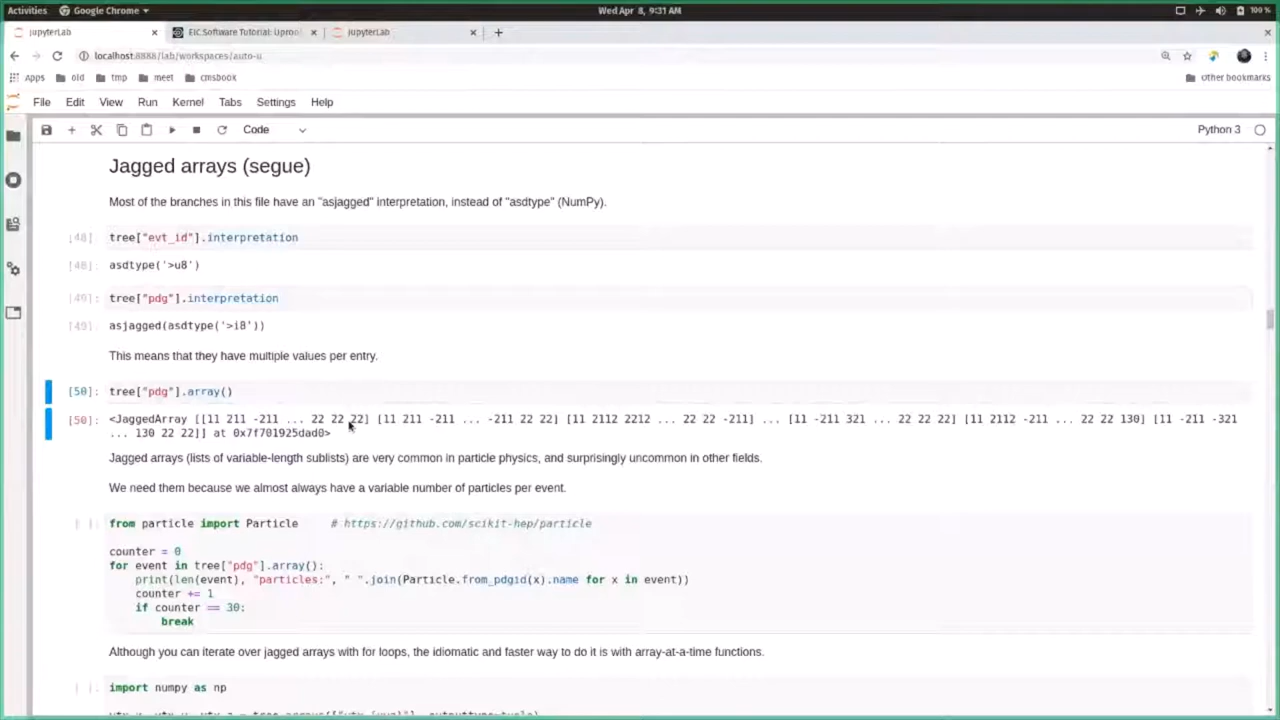 Activities Google Chrome Wed Apr 8, 9:31 AM 100 %
JupyterLab EIC Software Tutorial: Uproo JupyterLab
localhost:8888/lab/workspaces/auto-u
Apps old tmp meet cmsbook Other bookmarks
File Edit View Run Kernel Tabs Settings Help
Code Python 3
Jagged arrays (segue)
Most of the branches in this file have an "asjagged" interpretation, instead of "asdtype" (NumPy).
[48]: tree["evt_id"].interpretation
[48]: asdtype('>u8')
[49]: tree["pdg"].interpretation
[49]: asjagged(asdtype('>i8'))
This means that they have multiple values per entry.
[50]: tree["pdg"].array()
[50]: <JaggedArray [[11 211 -211 ... 22 22 22] [11 211 -211 ... -211 22 22] [11 2112 2212 ... 22 22 -211] ... [11 -211 321 ... 22 22 22] [11 2112 -211 ... 22 22 130] [11 -211 -321
... 130 22 22]] at 0x7f701925dad0>
Jagged arrays (lists of variable-length sublists) are very common in particle physics, and surprisingly uncommon in other fields.
We need them because we almost always have a variable number of particles per event.
[ ]: from particle import Particle # https://github.com/scikit-hep/particle
counter = 0
for event in tree["pdg"].array():
print(len(event), "particles:", " ".join(Particle.from_pdgid(x).name for x in event))
counter += 1
if counter == 30:
break
Although you can iterate over jagged arrays with for loops, the idiomatic and faster way to do it is with array-at-a-time functions.
[ ]: import numpy as np